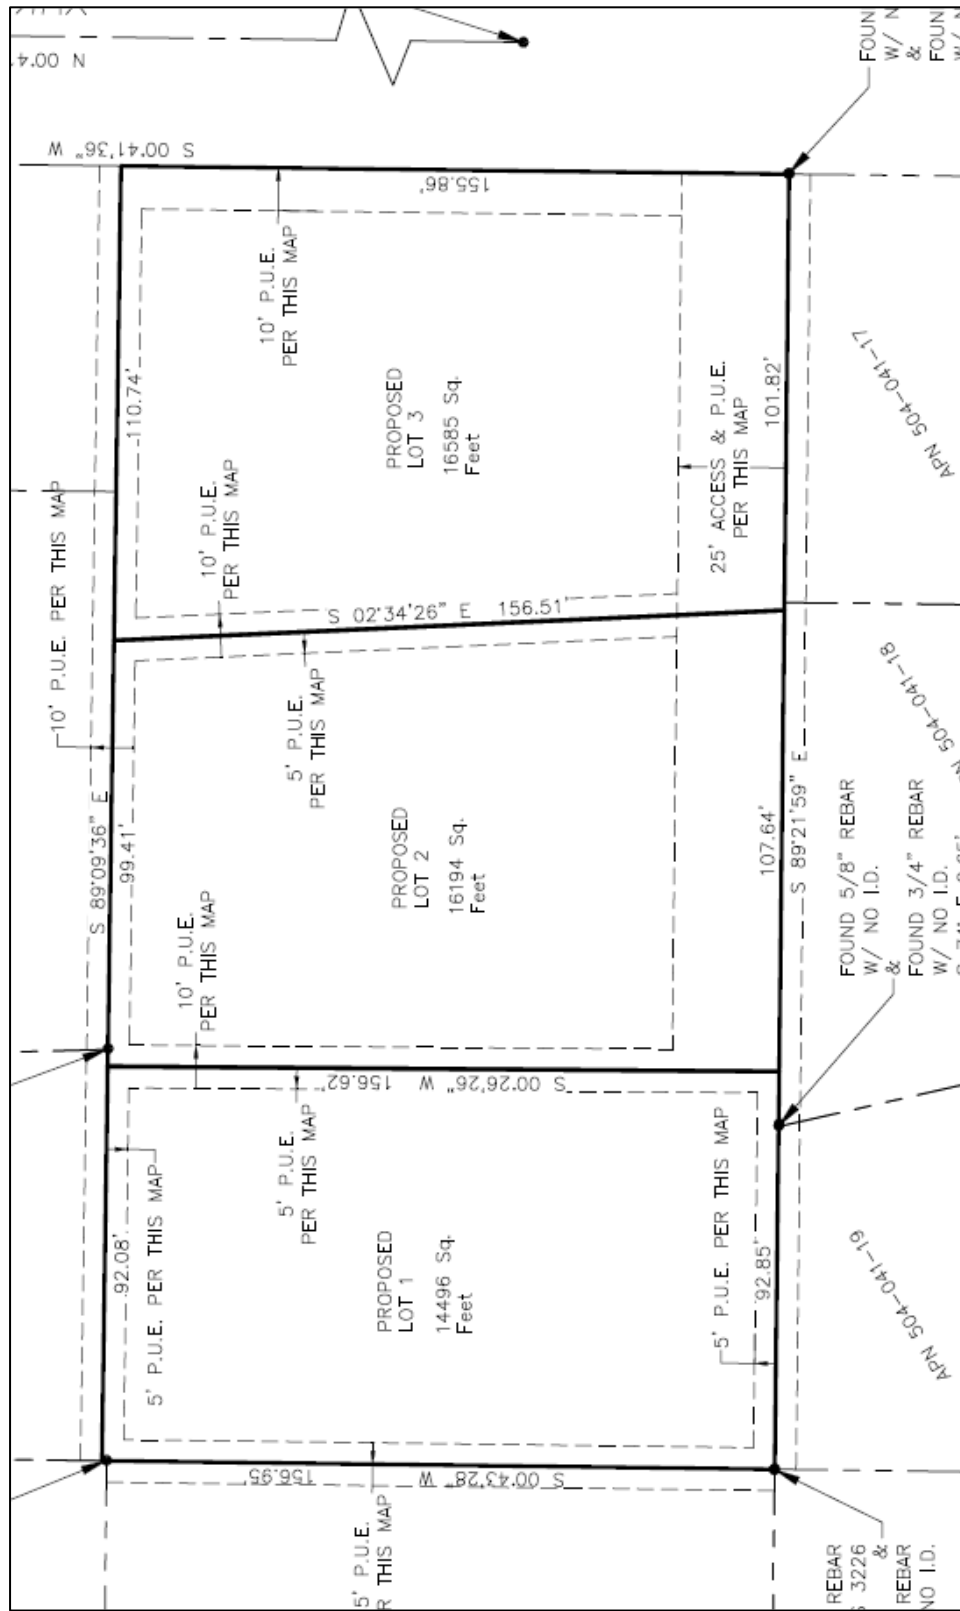 N 00°4
S 00°41'36" W
FOUN
W/ N
&
FOUN
W/ N
155.86'
10' P.U.E.
PER THIS MAP
110.74'
PROPOSED
LOT 3
16585 Sq.
Feet
25' ACCESS & P.U.E.
PER THIS MAP
101.82'
APN 504-041-17
10' P.U.E. PER THIS MAP
10' P.U.E.
PER THIS MAP
S 02°34'26" E 156.51'
5' P.U.E.
PER THIS MAP
S 89°09'36" E
99.41'
PROPOSED
LOT 2
16194 Sq.
Feet
107.64'
S 89°21'59" E
N 504-041-18
FOUND 5/8" REBAR
W/ NO I.D.
&
FOUND 3/4" REBAR
W/ NO I.D.
10' P.U.E.
PER THIS MAP
S 00°26'26" W 156.62'
5' P.U.E. PER THIS MAP
92.08'
5' P.U.E.
PER THIS MAP
PROPOSED
LOT 1
14496 Sq.
Feet
5' P.U.E. PER THIS MAP
92.85'
APN 504-041-19
S 00°43'28" W 156.95'
5' P.U.E.
R THIS MAP
REBAR
S 3226
&
REBAR
NO I.D.